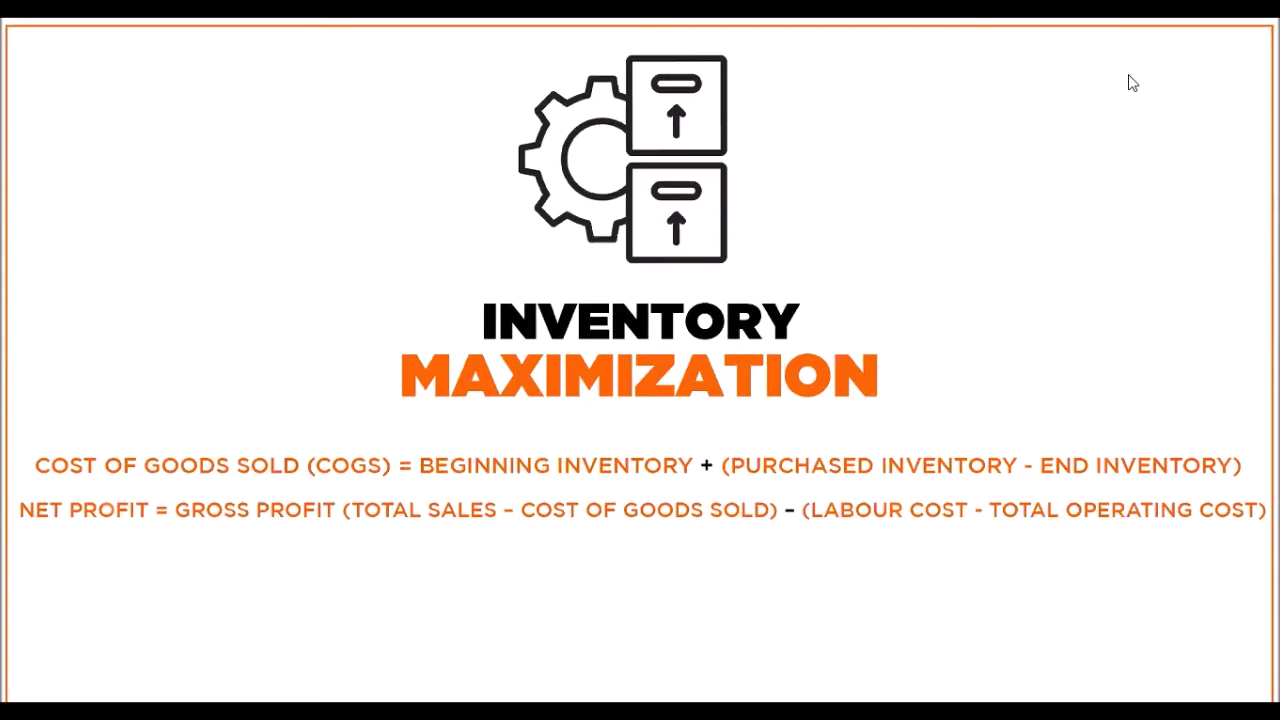 INVENTORY
MAXIMIZATION
COST OF GOODS SOLD (COGS) = BEGINNING INVENTORY + (PURCHASED INVENTORY - END INVENTORY)
NET PROFIT = GROSS PROFIT (TOTAL SALES – COST OF GOODS SOLD) – (LABOUR COST - TOTAL OPERATING COST)